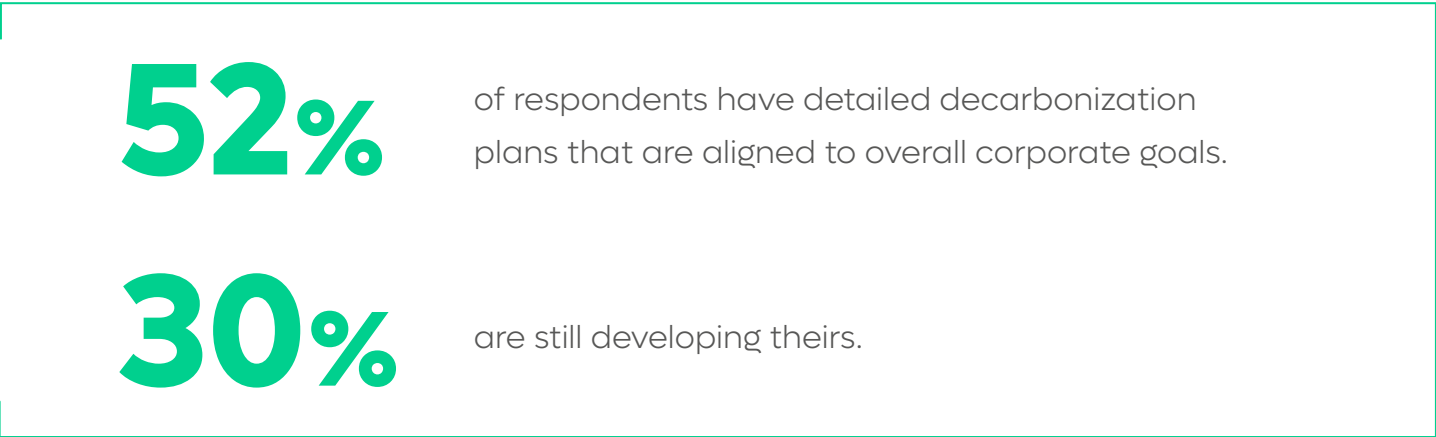 52%
of respondents have detailed decarbonization
plans that are aligned to overall corporate goals.
30%
are still developing theirs.